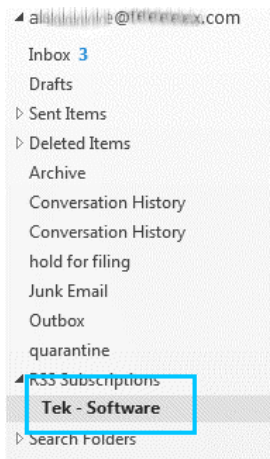 .com
Inbox 3
Drafts
Sent Items
Deleted Items
Archive
Conversation History
Conversation History
hold for filing
Junk Email
Outbox
quarantine
RSS Subscriptions
Tek - Software
Search Folders